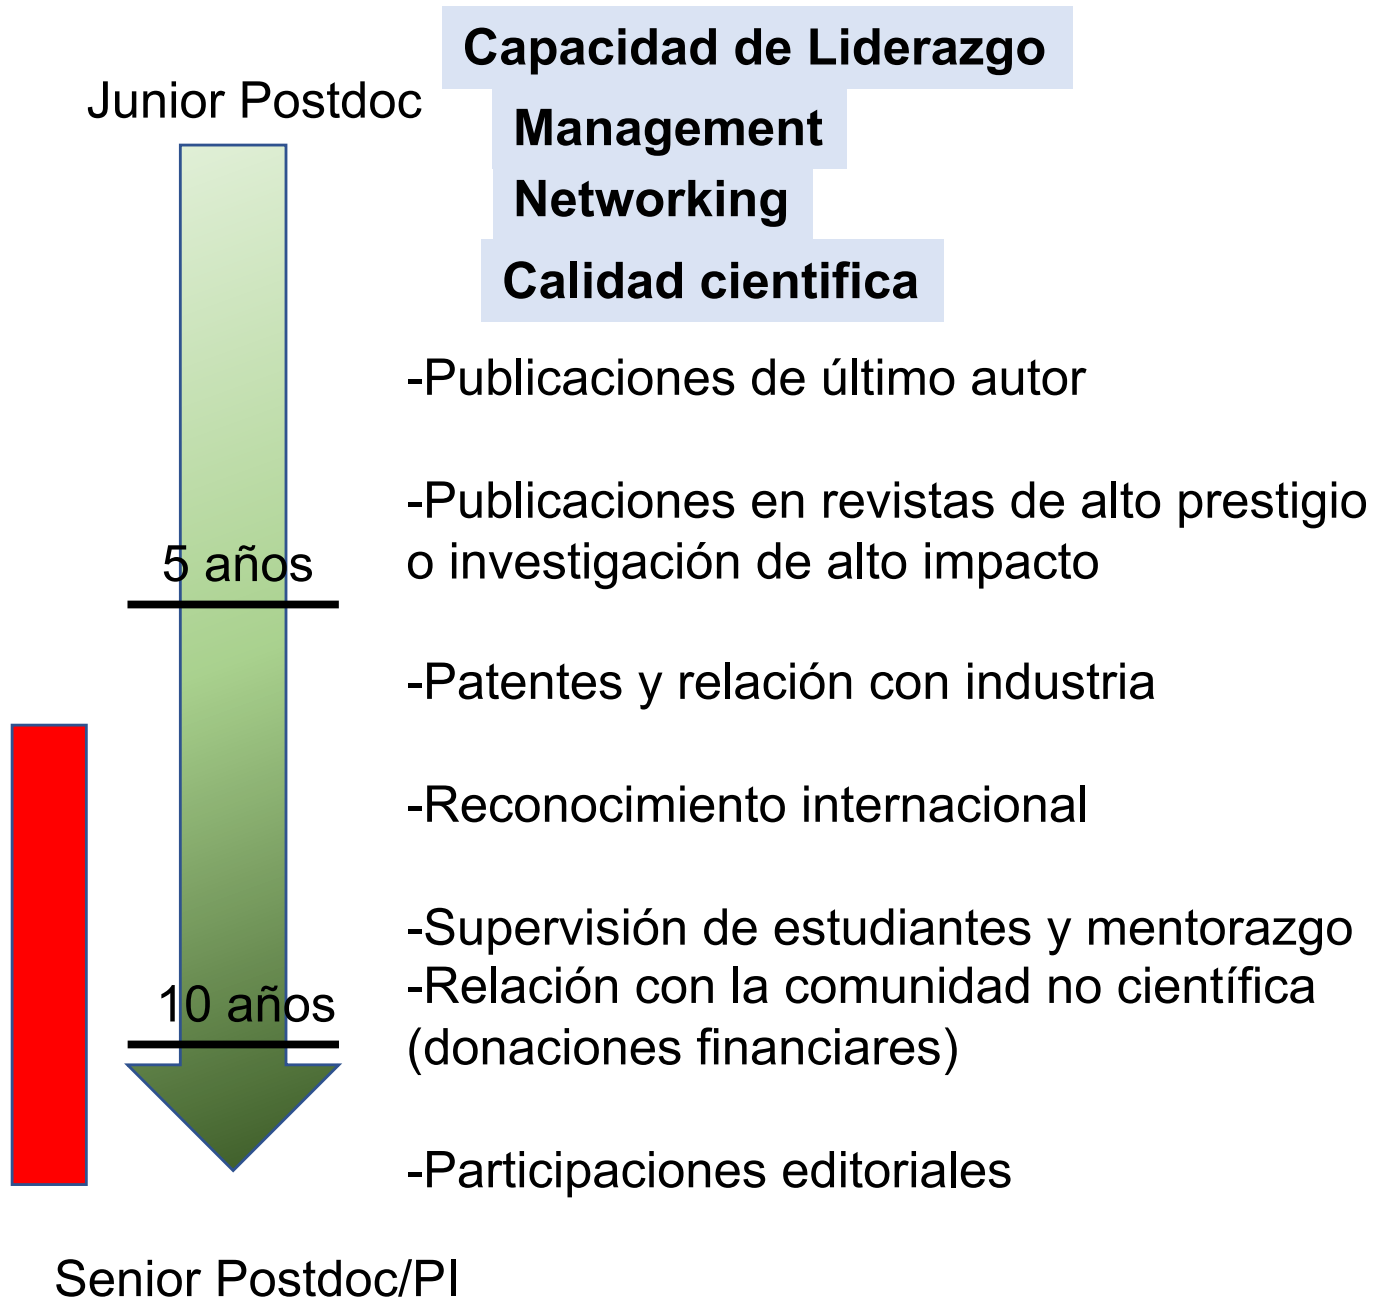 Capacidad de Liderazgo
Junior Postdoc
Management
Networking
Calidad cientifica
-Publicaciones de último autor
-Publicaciones en revistas de alto prestigio
o investigación de alto impacto
5 años
-Patentes y relación con industria
-Reconocimiento internacional
-Supervisión de estudiantes y mentorazgo
-Relación con la comunidad no científica
(donaciones financiares)
10 años
-Participaciones editoriales
Senior Postdoc/PI